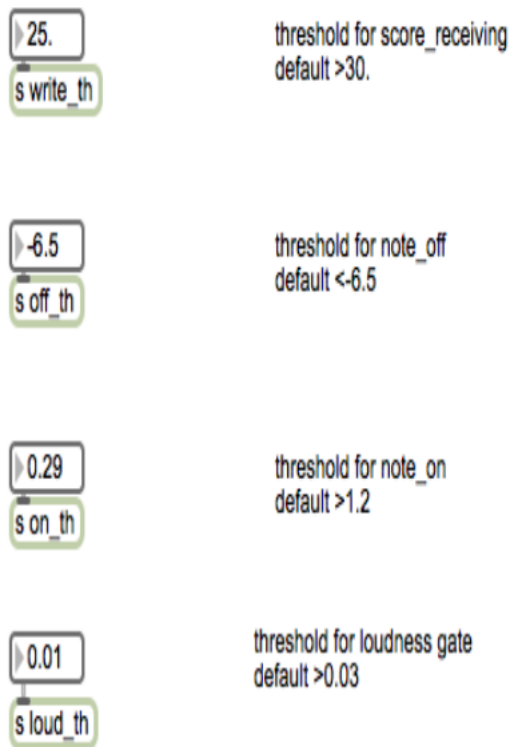 25.
threshold for score_receiving
default >30.
s write_th
-6.5
threshold for note_off
default <-6.5
s off_th
0.29
threshold for note_on
default >1.2
s on_th
0.01
threshold for loudness gate
default >0.03
s loud_th